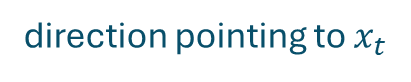 direction pointing to xₜ